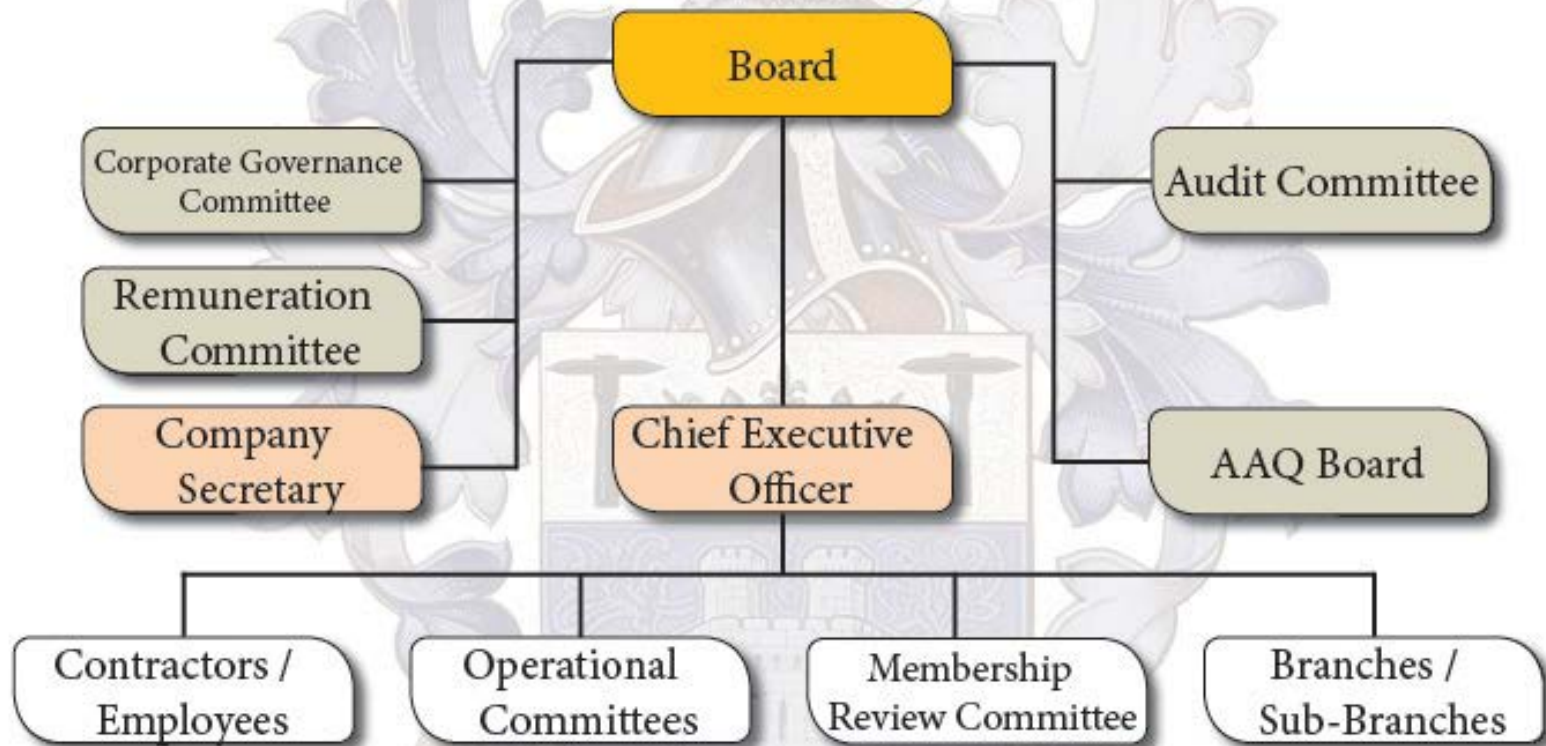 Board
Corporate Governance
Committee
Audit Committee
Remuneration
Committee
Company
Secretary
Chief Executive
Officer
AAQ Board
Contractors /
Employees
Operational
Committees
Membership
Review Committee
Branches /
Sub-Branches